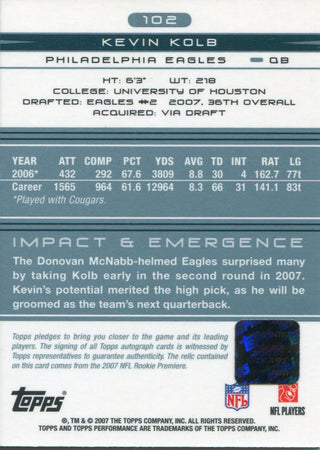 102
KEVIN KOLB
PHILADELPHIA EAGLES - QB
HT: 6'3" WT: 218
COLLEGE: UNIVERSITY OF HOUSTON
DRAFTED: EAGLES #2 2007. 36TH OVERALL
ACQUIRED: VIA DRAFT
YEAR ATT COMP PCT YDS AVG TD INT RAT LG
2006* 432 292 67.6 3809 8.8 30 4 162.7 77t
Career 1565 964 61.6 12964 8.3 66 31 141.1 83t
*Played with Cougars.
IMPACT & EMERGENCE
The Donovan McNabb-helmed Eagles surprised many
by taking Kolb early in the second round in 2007.
Kevin's potential merited the high pick, as he will be
groomed as the team's next quarterback.
Topps pledges to bring you closer to the game and its leading
players. The signing of all Topps autograph cards is witnessed by
Topps representatives to guarantee authenticity. The relic contained
on this card comes from the 2007 NFL Rookie Premiere.
Topps
NFL
NFL PLAYERS
®, TM & © 2007 THE TOPPS COMPANY, INC. ALL RIGHTS RESERVED.
TOPPS AND TOPPS PERFORMANCE ARE TRADEMARKS OF THE TOPPS COMPANY, INC.